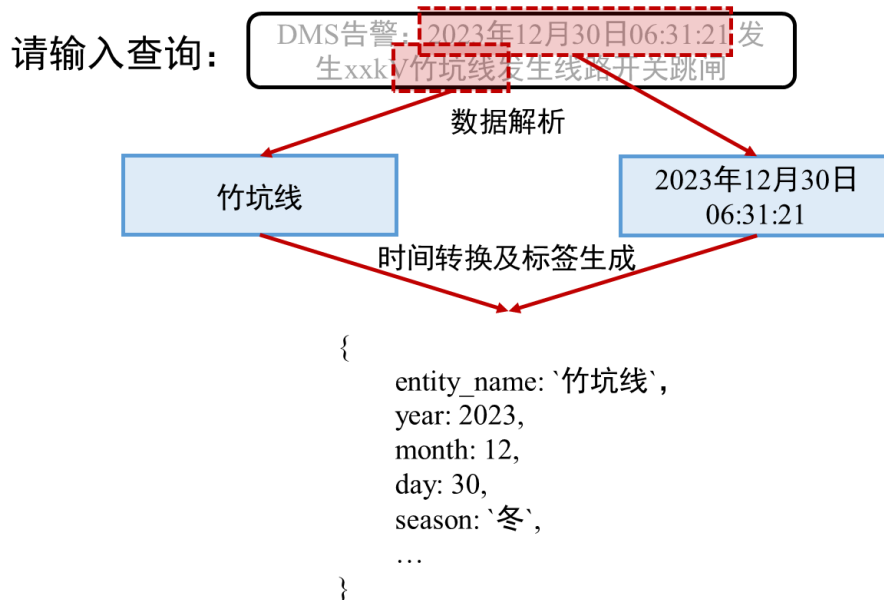 请输入查询：
DMS告警：2023年12月30日06:31:21 发
生xxkV竹坑线发生线路开关跳闸
数据解析
竹坑线
2023年12月30日
06:31:21
时间转换及标签生成
{
entity_name: `竹坑线`，
year: 2023,
month: 12,
day: 30,
season: `冬`,
…
}